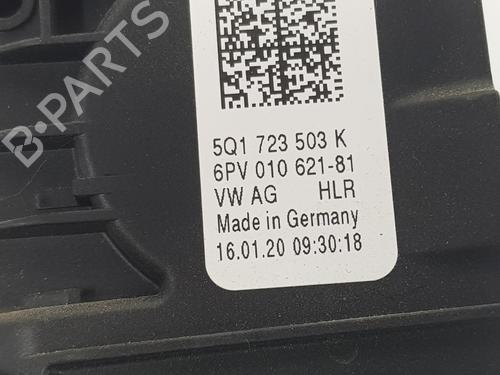 B-PARTS
5Q1 723 503 K
6PV 010 621-81
VW AG HLR
Made in Germany
16.01.20 09:30:18